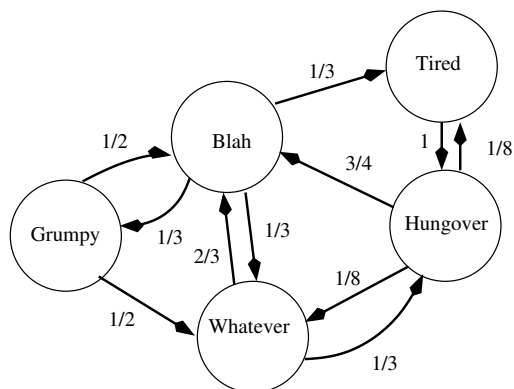 Tired
1/3
1/2
Blah
1
1/8
3/4
Grumpy
1/3
1/3
Hungover
2/3
1/8
1/2
Whatever
1/3